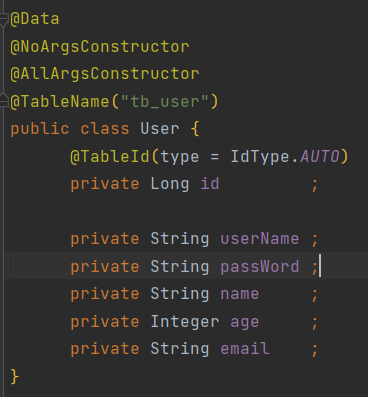 @Data
@NoArgsConstructor
@AllArgsConstructor
@TableName("tb_user")
public class User {
@TableId(type = IdType.AUTO)
private Long id ;
private String userName ;
private String passWord ;
private String name ;
private Integer age ;
private String email ;
}